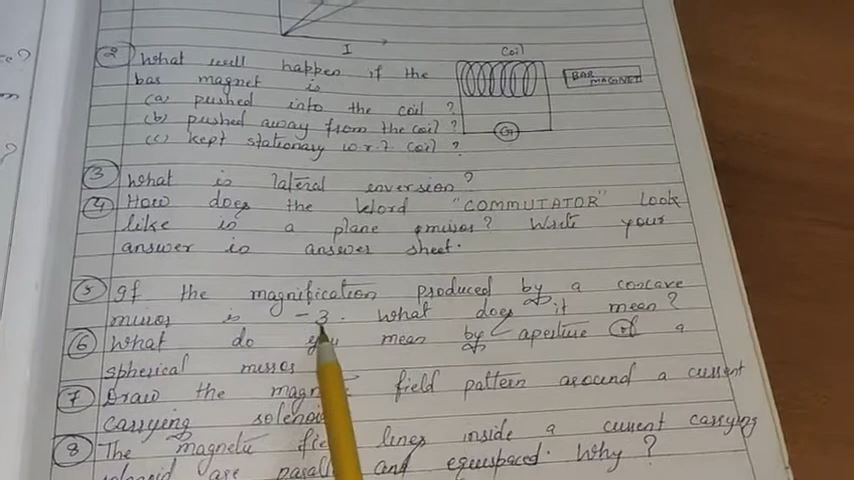 I
(2) What will happen if the
bar magnet is
(a) pushed into the coil ?
(b) pushed away from the coil ?
(c) kept stationary w.r.t. coil ?
Coil
BAR MAGNET
G
(3) What is lateral inversion ?
(4) How does the Word "COMMUTATOR" Look
like in a plane mirror? Write your
answer in answer sheet.
(5) If the magnification produced by a concave
mirror is -3. What does it mean ?
(6) What do you mean by aperture of a
spherical mirror
(7) Draw the magnetic field pattern around a current
carrying solenoid
(8) The magnetic field lines inside a current carrying
solenoid are parallel and equispaced. Why ?